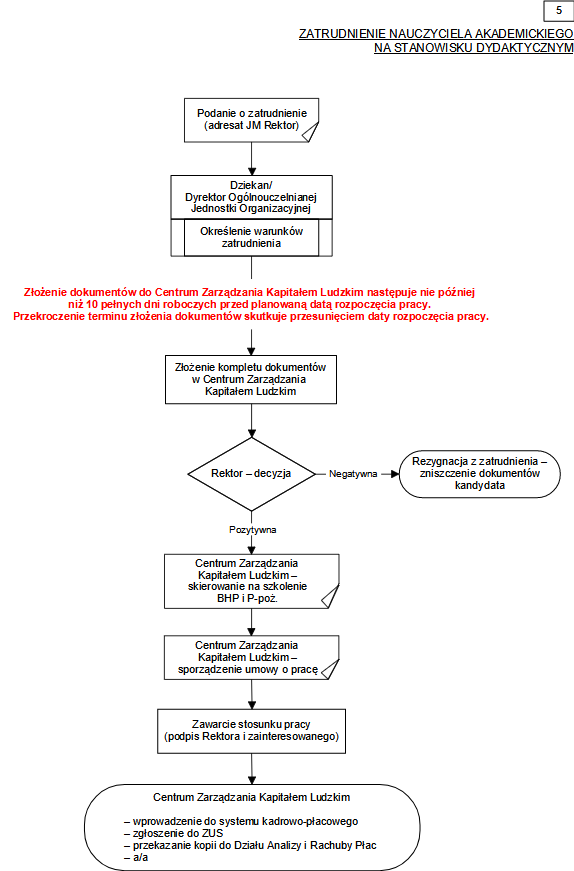 5
ZATRUDNIENIE NAUCZYCIELA AKADEMICKIEGO
NA STANOWISKU DYDAKTYCZNYM
Podanie o zatrudnienie
(adresat JM Rektor)
Dziekan/
Dyrektor Ogólnouczelnianej
Jednostki Organizacyjnej
Określenie warunków
zatrudnienia
Złożenie dokumentów do Centrum Zarządzania Kapitałem Ludzkim następuje nie później
niż 10 pełnych dni roboczych przed planowaną datą rozpoczęcia pracy.
Przekroczenie terminu złożenia dokumentów skutkuje przesunięciem daty rozpoczęcia pracy.
Złożenie kompletu dokumentów
w Centrum Zarządzania
Kapitałem Ludzkim
Rektor – decyzja
Negatywna
Rezygnacja z zatrudnienia –
zniszczenie dokumentów
kandydata
Pozytywna
Centrum Zarządzania
Kapitałem Ludzkim –
skierowanie na szkolenie
BHP i P-poż.
Centrum Zarządzania
Kapitałem Ludzkim –
sporządzenie umowy o pracę
Zawarcie stosunku pracy
(podpis Rektora i zainteresowanego)
Centrum Zarządzania Kapitałem Ludzkim
– wprowadzenie do systemu kadrowo-płacowego
– zgłoszenie do ZUS
– przekazanie kopii do Działu Analizy i Rachuby Płac
– a/a